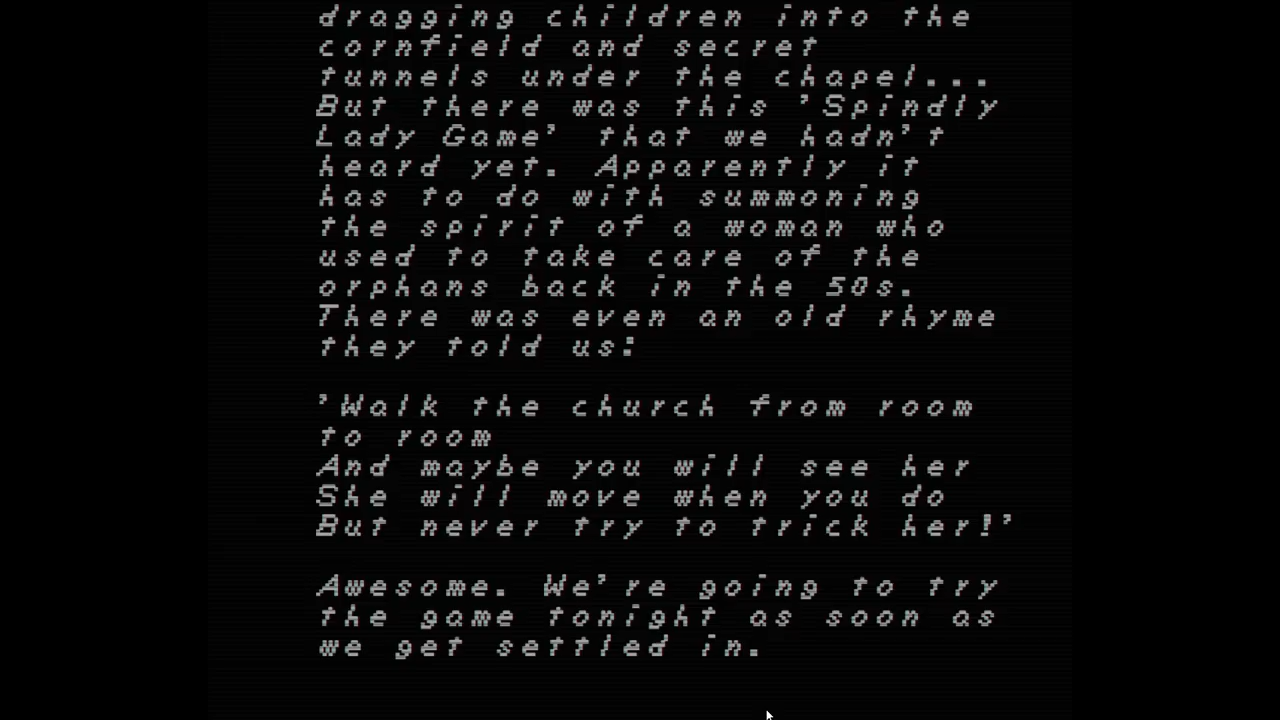 dragging children into the
cornfield and secret
tunnels under the chapel...
But there was this 'Spindly
Lady Game' that we hadn't
heard yet. Apparently it
has to do with summoning
the spirit of a woman who
used to take care of the
orphans back in the 50s.
There was even an old rhyme
they told us:
'Walk the church from room
to room
And maybe you will see her
She will move when you do
But never try to trick her!'
Awesome. We're going to try
the game tonight as soon as
we get settled in.